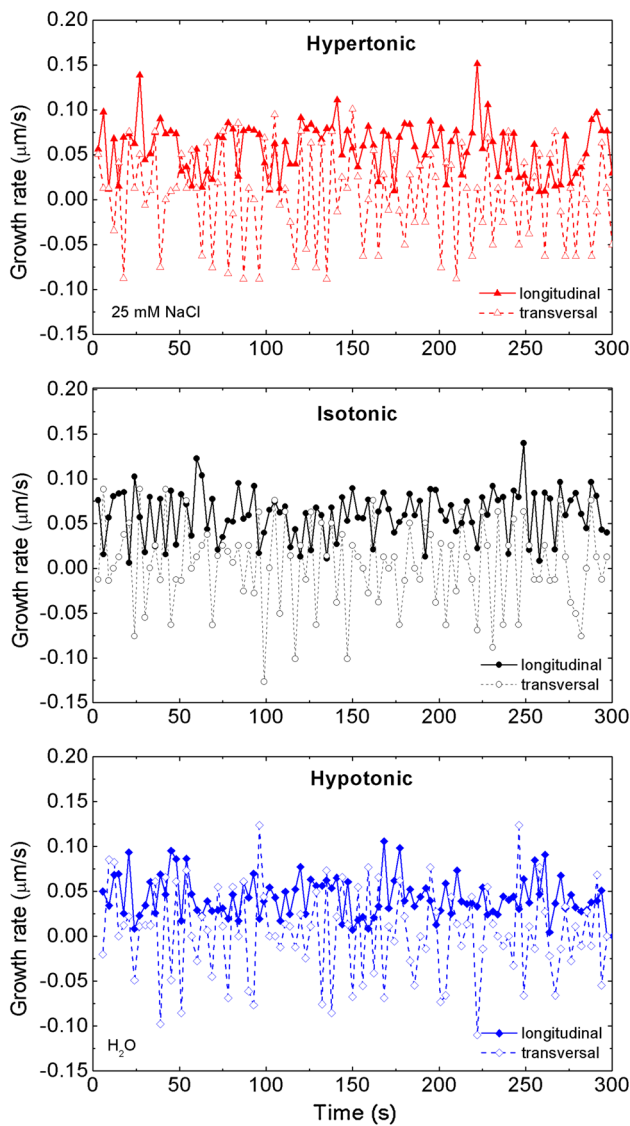 Hypertonic
Growth rate (μm/s)
0.20
0.15
0.10
0.05
0.00
-0.05
-0.10
-0.15
25 mM NaCl
longitudinal
transversal
0 50 100 150 200 250 300
Isotonic
Growth rate (μm/s)
0.20
0.15
0.10
0.05
0.00
-0.05
-0.10
-0.15
longitudinal
transversal
0 50 100 150 200 250 300
Hypotonic
Growth rate (μm/s)
0.20
0.15
0.10
0.05
0.00
-0.05
-0.10
-0.15
H₂O
longitudinal
transversal
0 50 100 150 200 250 300
Time (s)